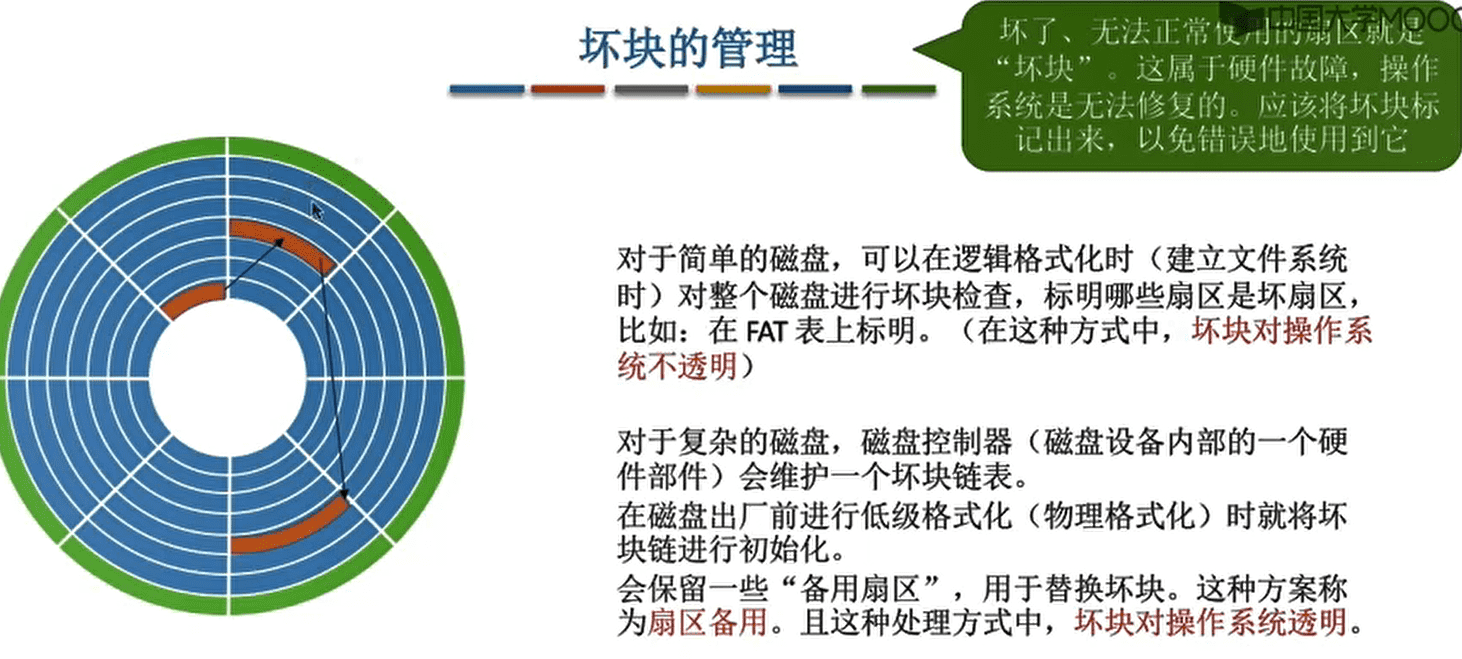 坏块的管理
中国大学MOOC
坏了、无法正常使用的扇区就是
“坏块”。这属于硬件故障，操作
系统是无法修复的。应该将坏块标
记出来，以免错误地使用到它
对于简单的磁盘，可以在逻辑格式化时（建立文件系统
时）对整个磁盘进行坏块检查，标明哪些扇区是坏扇区，
比如：在 FAT 表上标明。（在这种方式中，坏块对操作系
统不透明）
对于复杂的磁盘，磁盘控制器（磁盘设备内部的一个硬
件部件）会维护一个坏块链表。
在磁盘出厂前进行低级格式化（物理格式化）时就将坏
块链进行初始化。
会保留一些“备用扇区”，用于替换坏块。这种方案称
为扇区备用。且这种处理方式中，坏块对操作系统透明。